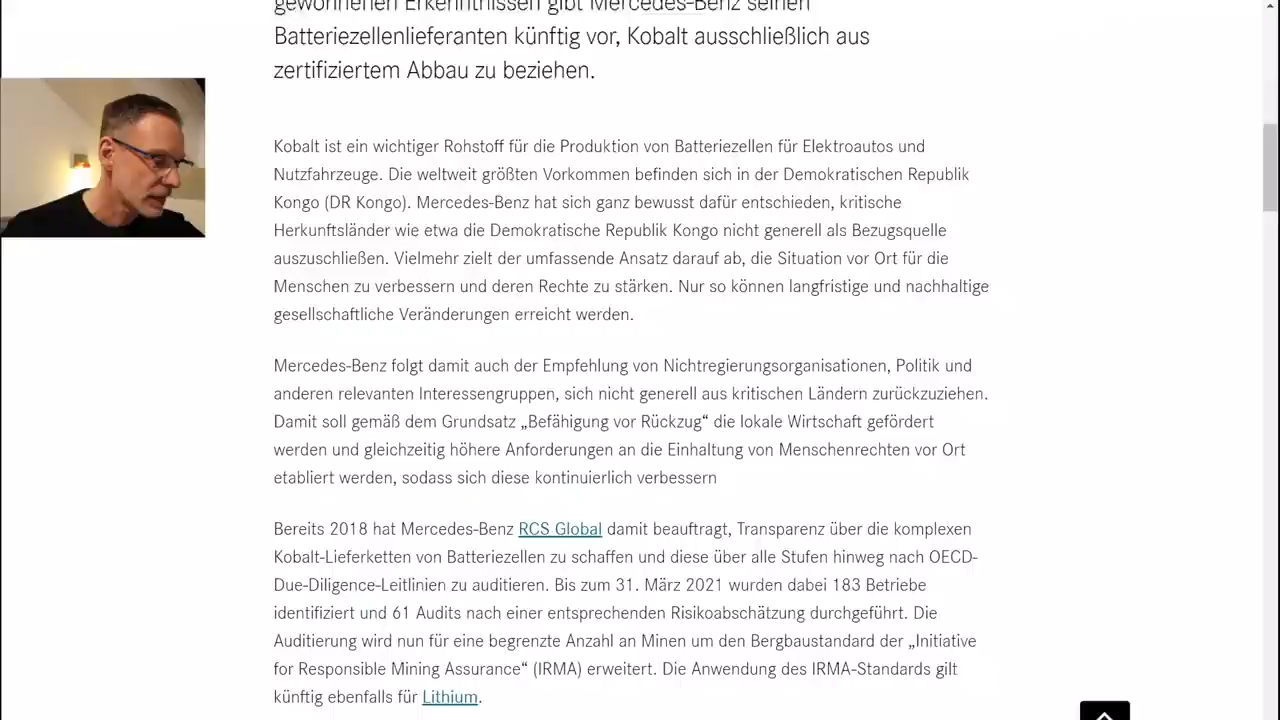 gewonnenen Erkenntnissen gibt Mercedes-Benz seinen
Batteriezellenlieferanten künftig vor, Kobalt ausschließlich aus
zertifiziertem Abbau zu beziehen.
Kobalt ist ein wichtiger Rohstoff für die Produktion von Batteriezellen für Elektroautos und
Nutzfahrzeuge. Die weltweit größten Vorkommen befinden sich in der Demokratischen Republik
Kongo (DR Kongo). Mercedes-Benz hat sich ganz bewusst dafür entschieden, kritische
Herkunftsländer wie etwa die Demokratische Republik Kongo nicht generell als Bezugsquelle
auszuschließen. Vielmehr zielt der umfassende Ansatz darauf ab, die Situation vor Ort für die
Menschen zu verbessern und deren Rechte zu stärken. Nur so können langfristige und nachhaltige
gesellschaftliche Veränderungen erreicht werden.
Mercedes-Benz folgt damit auch der Empfehlung von Nichtregierungsorganisationen, Politik und
anderen relevanten Interessengruppen, sich nicht generell aus kritischen Ländern zurückzuziehen.
Damit soll gemäß dem Grundsatz „Befähigung vor Rückzug“ die lokale Wirtschaft gefördert
werden und gleichzeitig höhere Anforderungen an die Einhaltung von Menschenrechten vor Ort
etabliert werden, sodass sich diese kontinuierlich verbessern
Bereits 2018 hat Mercedes-Benz RCS Global damit beauftragt, Transparenz über die komplexen
Kobalt-Lieferketten von Batteriezellen zu schaffen und diese über alle Stufen hinweg nach OECD-
Due-Diligence-Leitlinien zu auditieren. Bis zum 31. März 2021 wurden dabei 183 Betriebe
identifiziert und 61 Audits nach einer entsprechenden Risikoabschätzung durchgeführt. Die
Auditierung wird nun für eine begrenzte Anzahl an Minen um den Bergbaustandard der „Initiative
for Responsible Mining Assurance“ (IRMA) erweitert. Die Anwendung des IRMA-Standards gilt
künftig ebenfalls für Lithium.